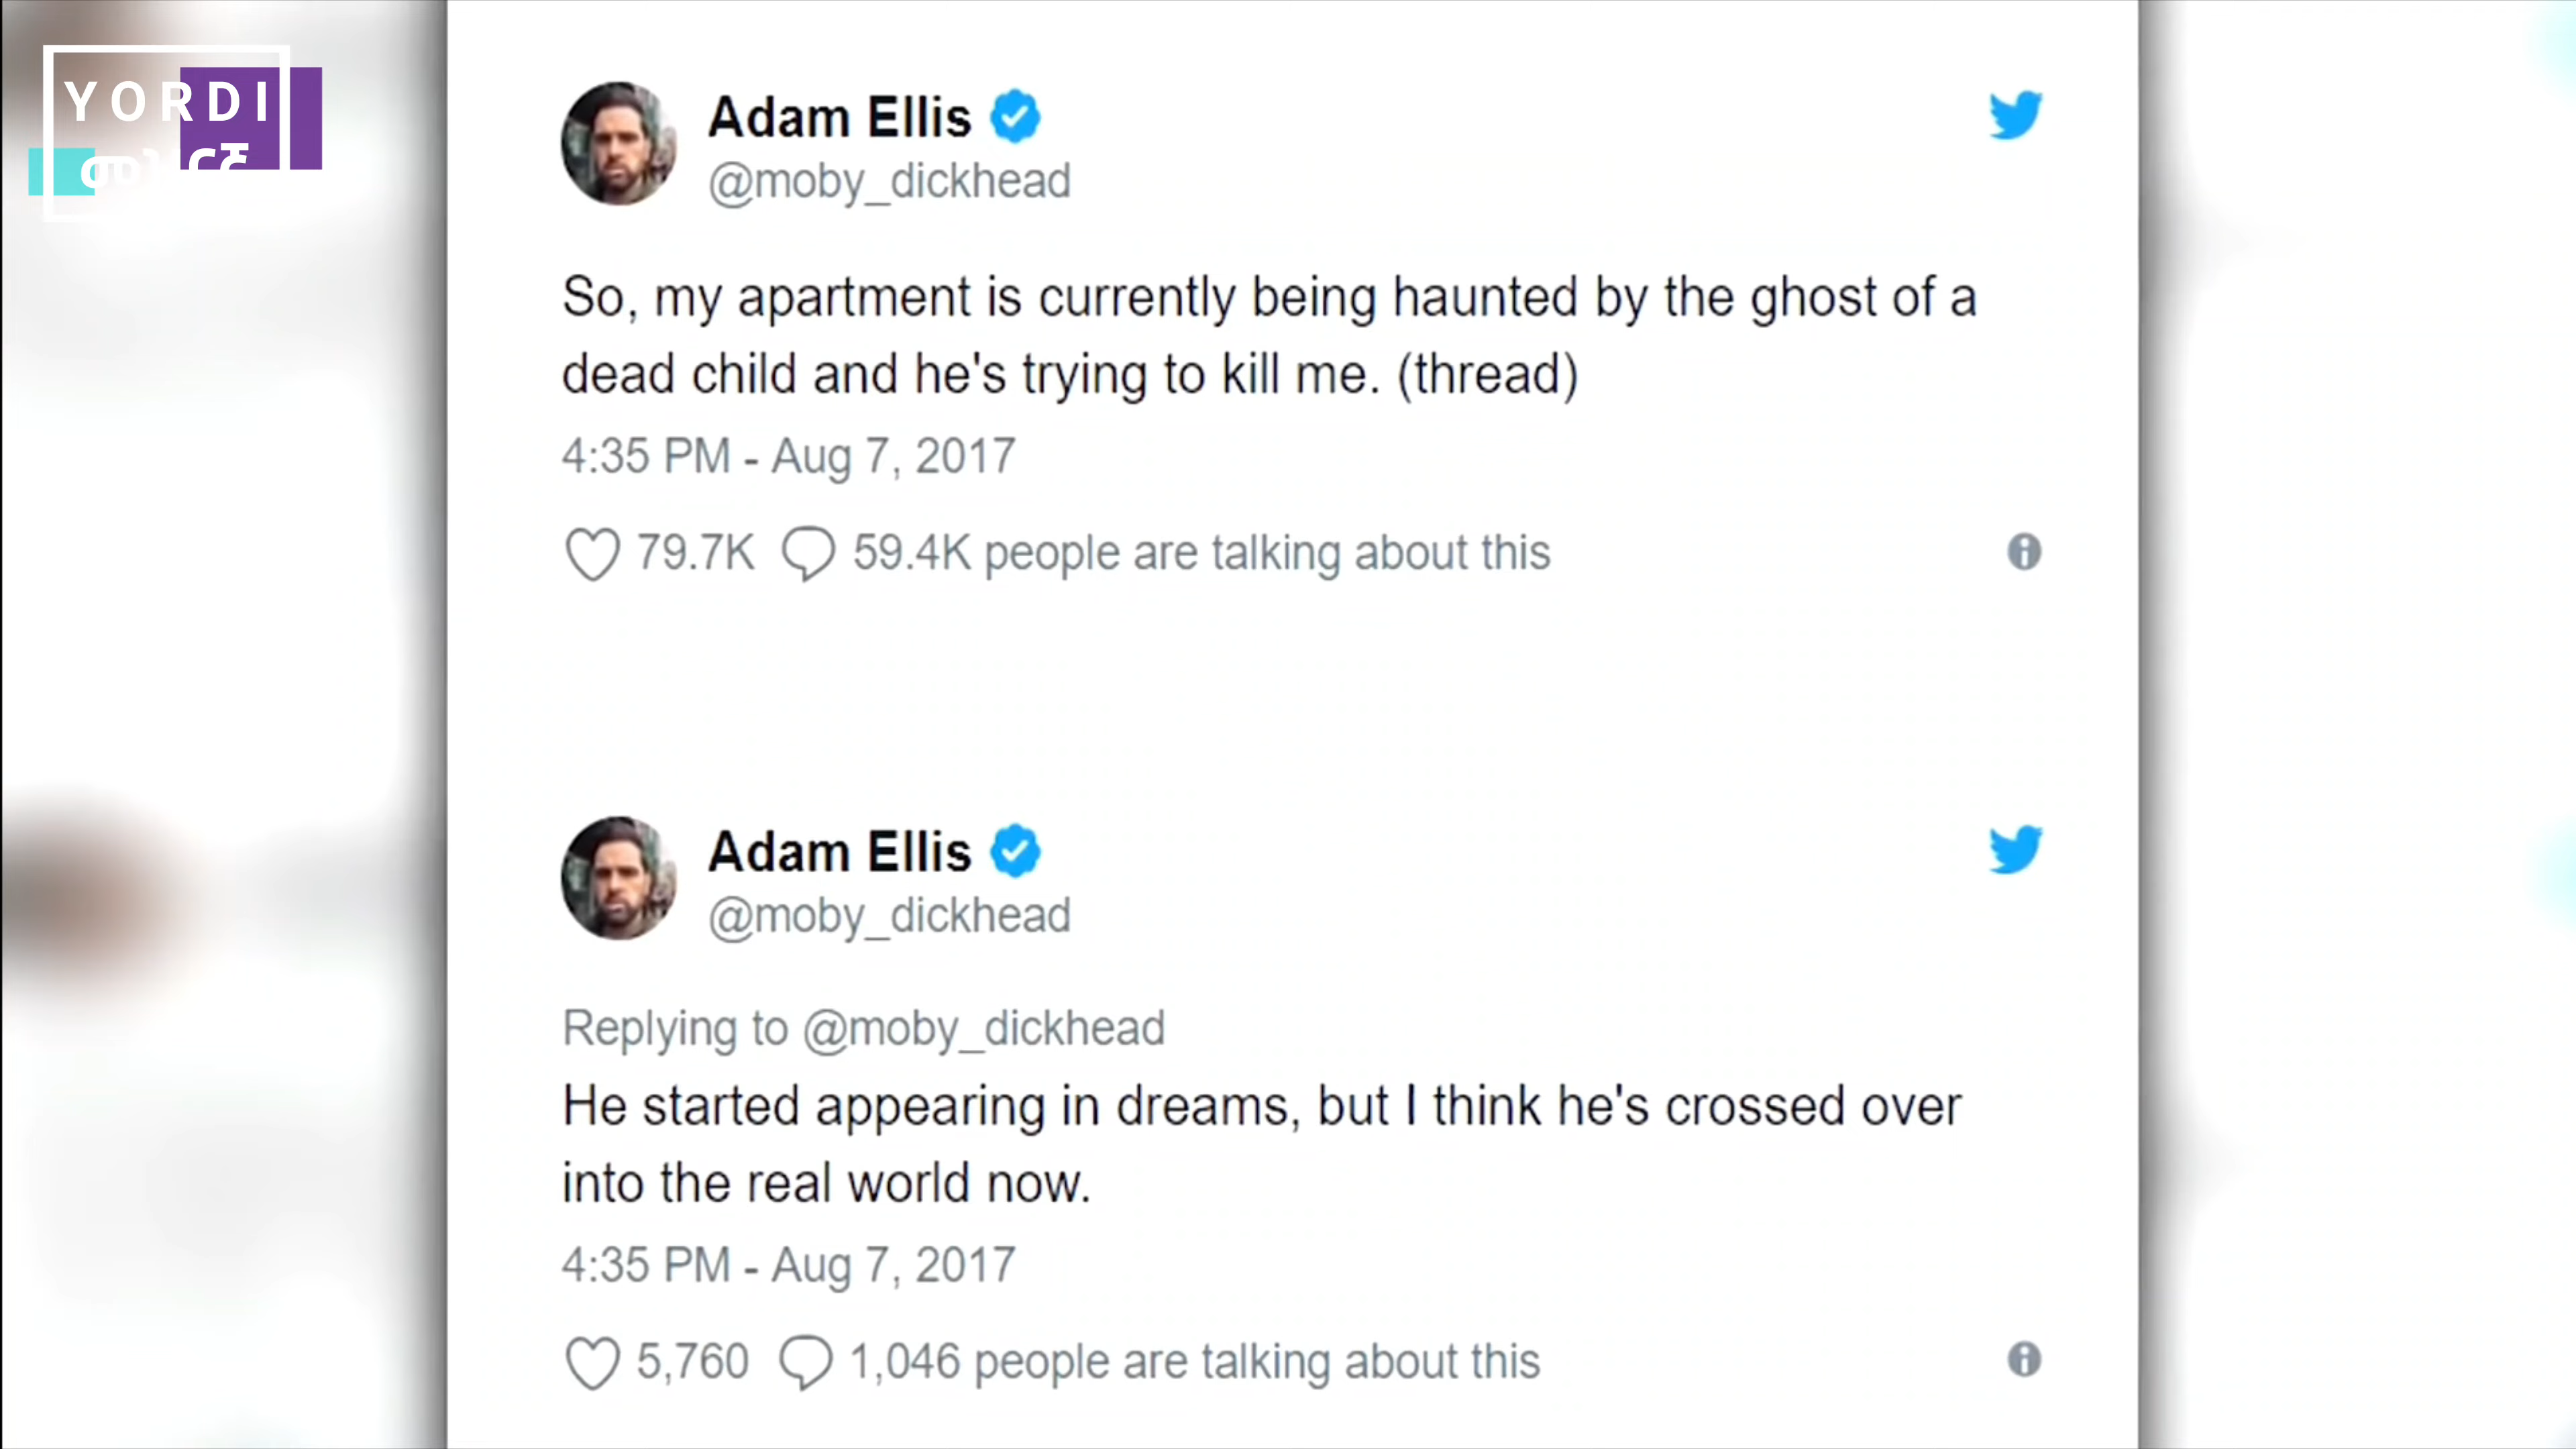 YORDI
Adam Ellis
@moby_dickhead
So, my apartment is currently being haunted by the ghost of a
dead child and he's trying to kill me. (thread)
4:35 PM - Aug 7, 2017
79.7K 59.4K people are talking about this
Adam Ellis
@moby_dickhead
Replying to @moby_dickhead
He started appearing in dreams, but I think he's crossed over
into the real world now.
4:35 PM - Aug 7, 2017
5,760 1,046 people are talking about this